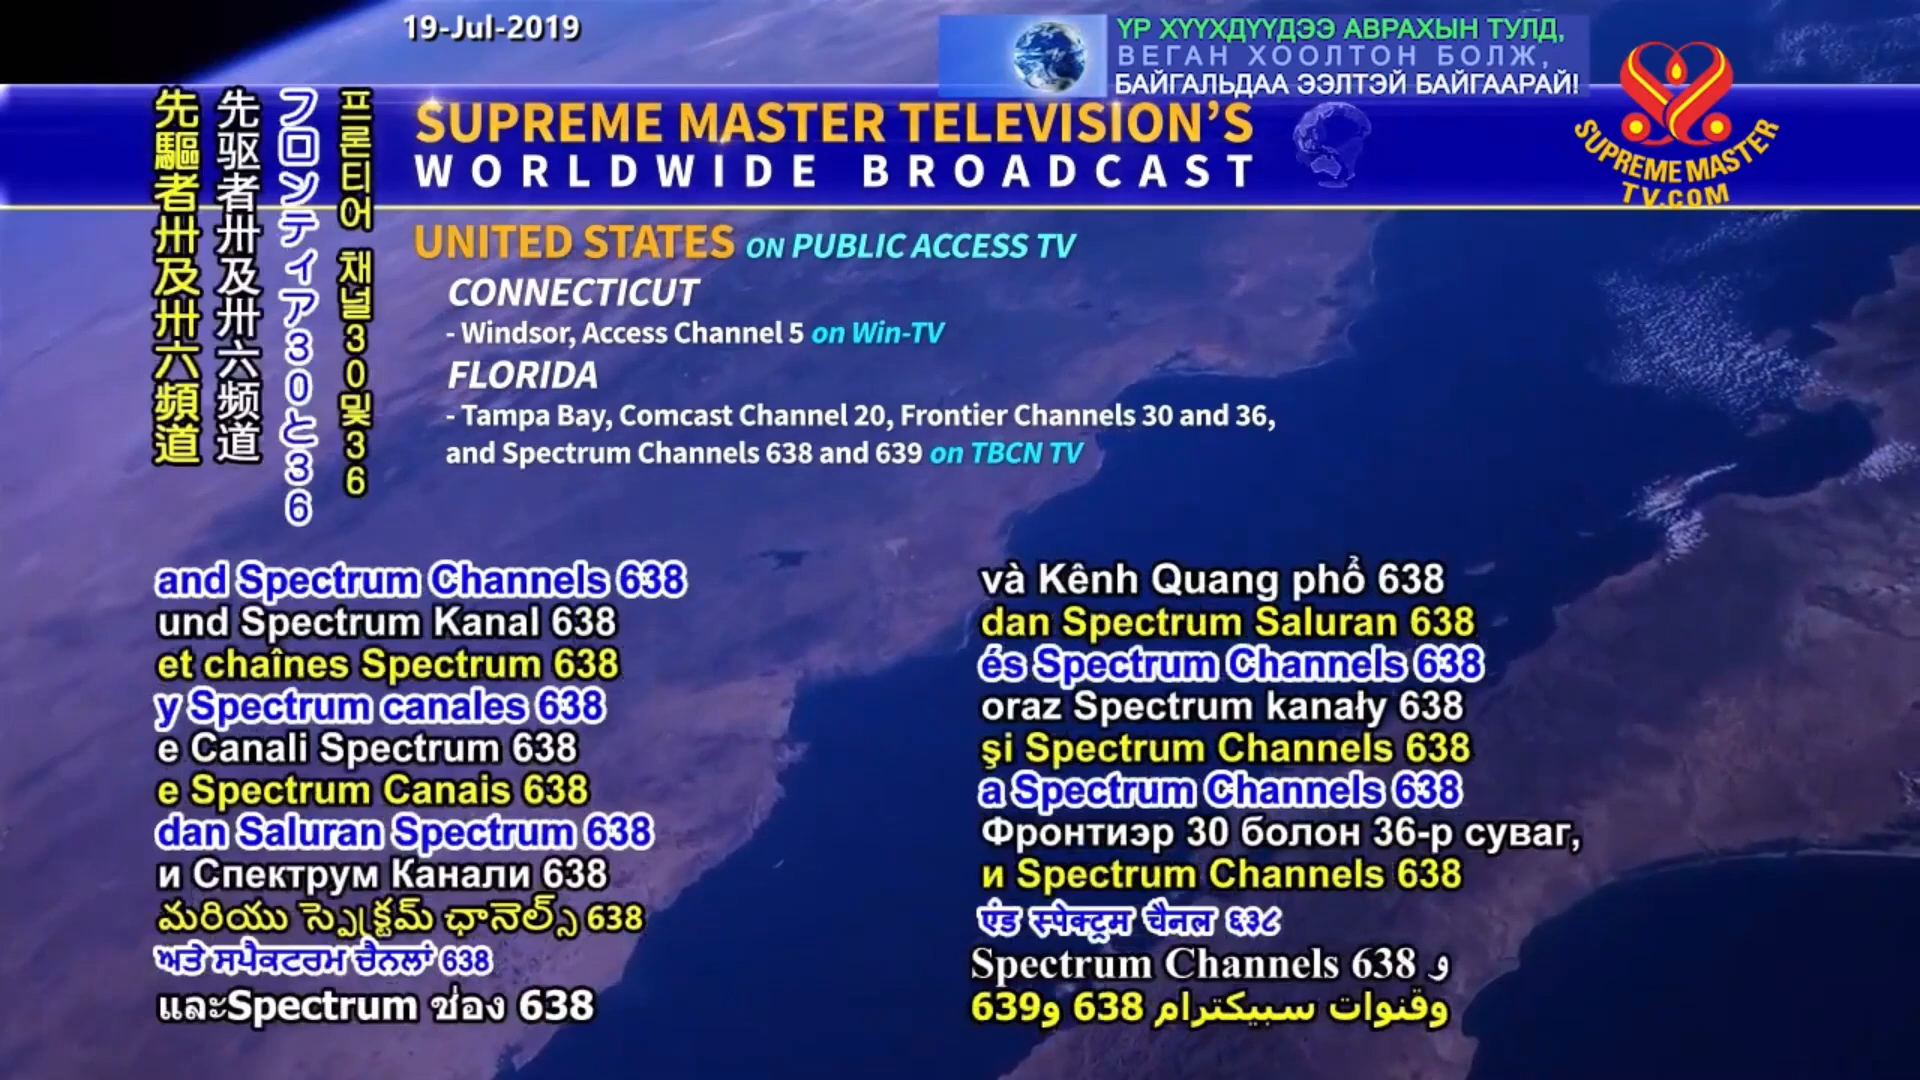 19-Jul-2019
ҮР ХҮҮХДҮҮДЭЭ АВРАХЫН ТУЛД,
ВЕГАН ХООЛТОН БОЛЖ,
БАЙГАЛЬДАА ЭЭЛТЭЙ БАЙГААРАЙ!
SUPREME MASTER
TV.COM
SUPREME MASTER TELEVISION'S
WORLDWIDE BROADCAST
先驅者卅及卅六頻道
先驱者卅及卅六频道
フロンティア30と36
프론티어 채널30및36
UNITED STATES ON PUBLIC ACCESS TV
CONNECTICUT
- Windsor, Access Channel 5 on Win-TV
FLORIDA
- Tampa Bay, Comcast Channel 20, Frontier Channels 30 and 36,
and Spectrum Channels 638 and 639 on TBCN TV
and Spectrum Channels 638
und Spectrum Kanal 638
et chaînes Spectrum 638
y Spectrum canales 638
e Canali Spectrum 638
e Spectrum Canais 638
dan Saluran Spectrum 638
и Спектрум Канали 638
మరియు స్పెక్ట్రమ్ ఛానెల్స్ 638
ਅਤੇ ਸਪੈਕਟਰਮ ਚੈਨਲਾਂ 638
และSpectrum ช่อง 638
và Kênh Quang phổ 638
dan Spectrum Saluran 638
és Spectrum Channels 638
oraz Spectrum kanały 638
şi Spectrum Channels 638
a Spectrum Channels 638
Фронтиэр 30 болон 36-р суваг,
и Spectrum Channels 638
एंड स्पेक्ट्रम चैनल ६३८
Spectrum Channels 638 و
وقنوات سبيكترام 638 و639